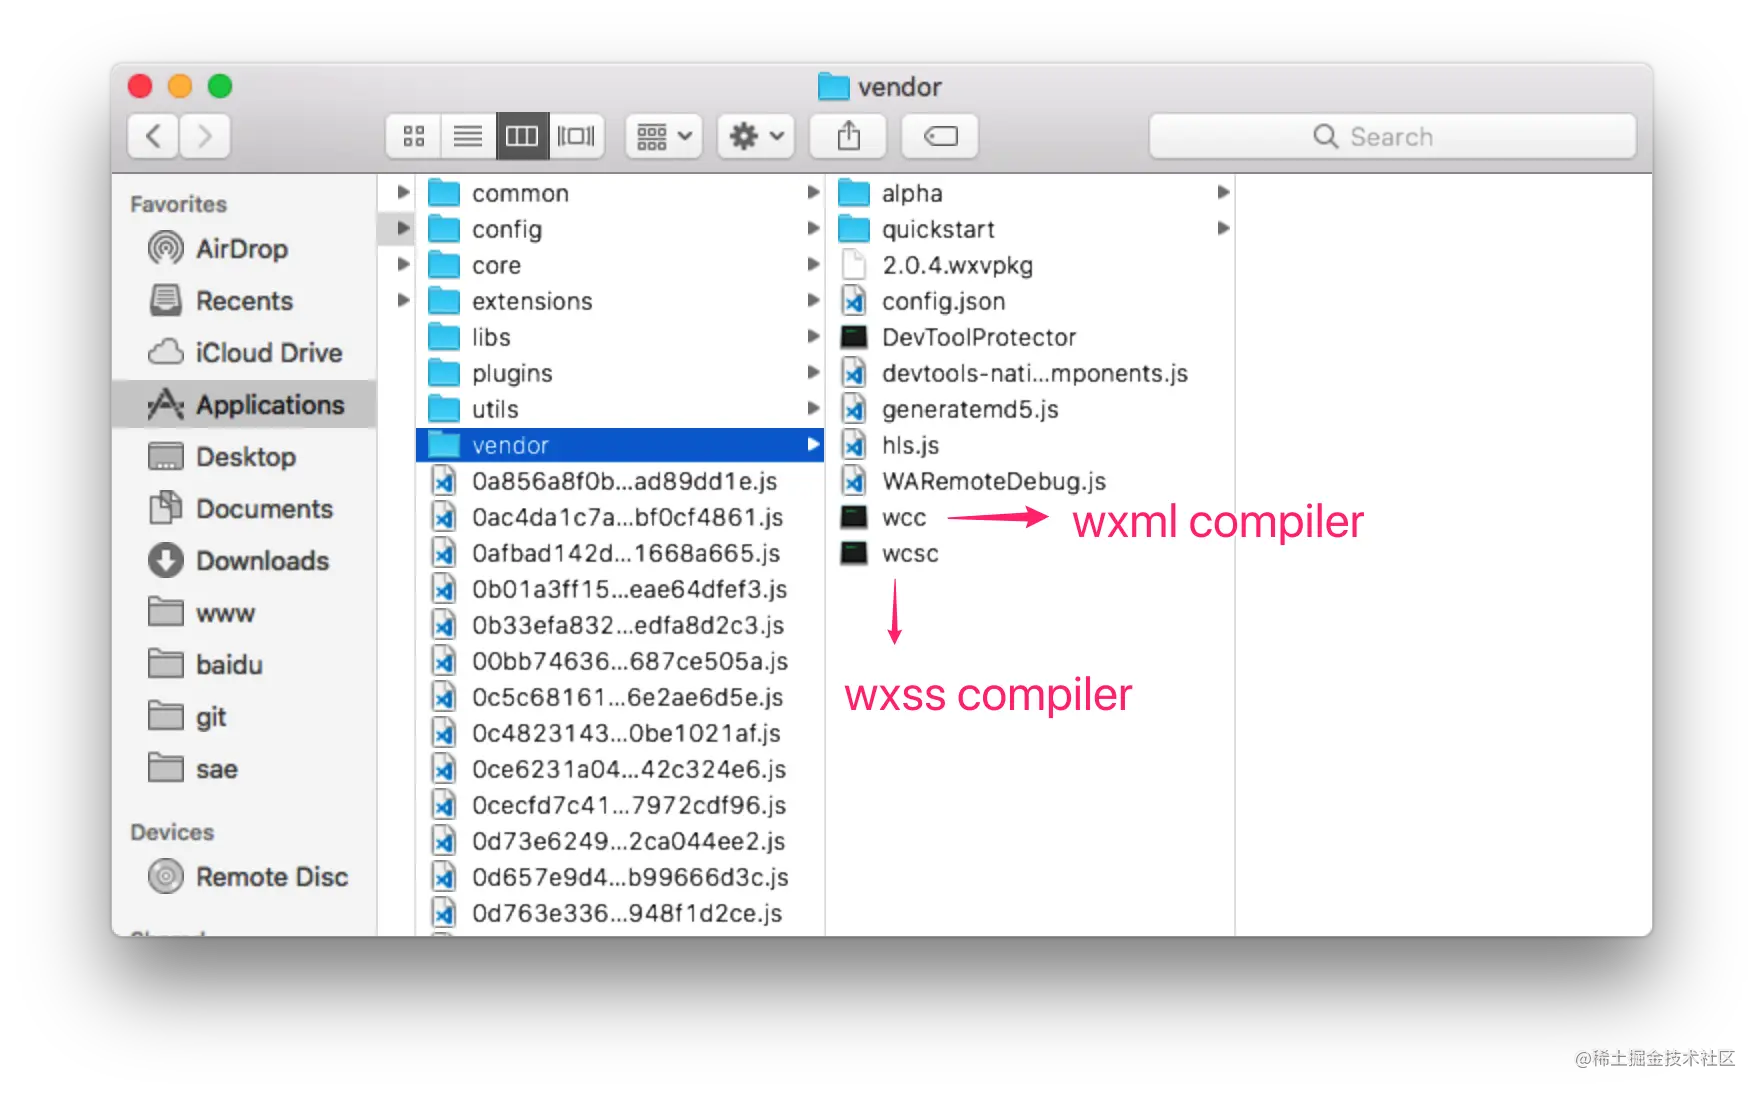 vendor
Search
Favorites
AirDrop
Recents
iCloud Drive
Applications
Desktop
Documents
Downloads
www
baidu
git
sae
Devices
Remote Disc
common
config
core
extensions
libs
plugins
utils
vendor
0a856a8f0b...ad89dd1e.js
0ac4da1c7a...bf0cf4861.js
0afbad142d...1668a665.js
0b01a3ff15...eae64dfef3.js
0b33efa832...edfa8d2c3.js
00bb74636...687ce505a.js
0c5c68161...6e2ae6d5e.js
0c4823143...0be1021af.js
0ce6231a04...42c324e6.js
0cecfd7c41...7972cdf96.js
0d73e6249...2ca044ee2.js
0d657e9d4...b99666d3c.js
0d763e336...948f1d2ce.js
alpha
quickstart
2.0.4.wxvpkg
config.json
DevToolProtector
devtools-nati...mponents.js
generatemd5.js
hls.js
WARemoteDebug.js
wcc
wxml compiler
wcsc
wxss compiler
@稀土掘金技术社区